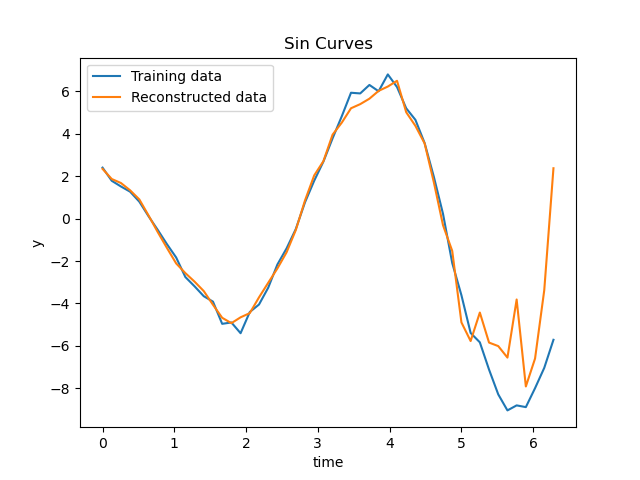 Sin Curves
Training data
Reconstructed data
6
4
2
0
−2
−4
−6
−8
y
0 1 2 3 4 5 6
time